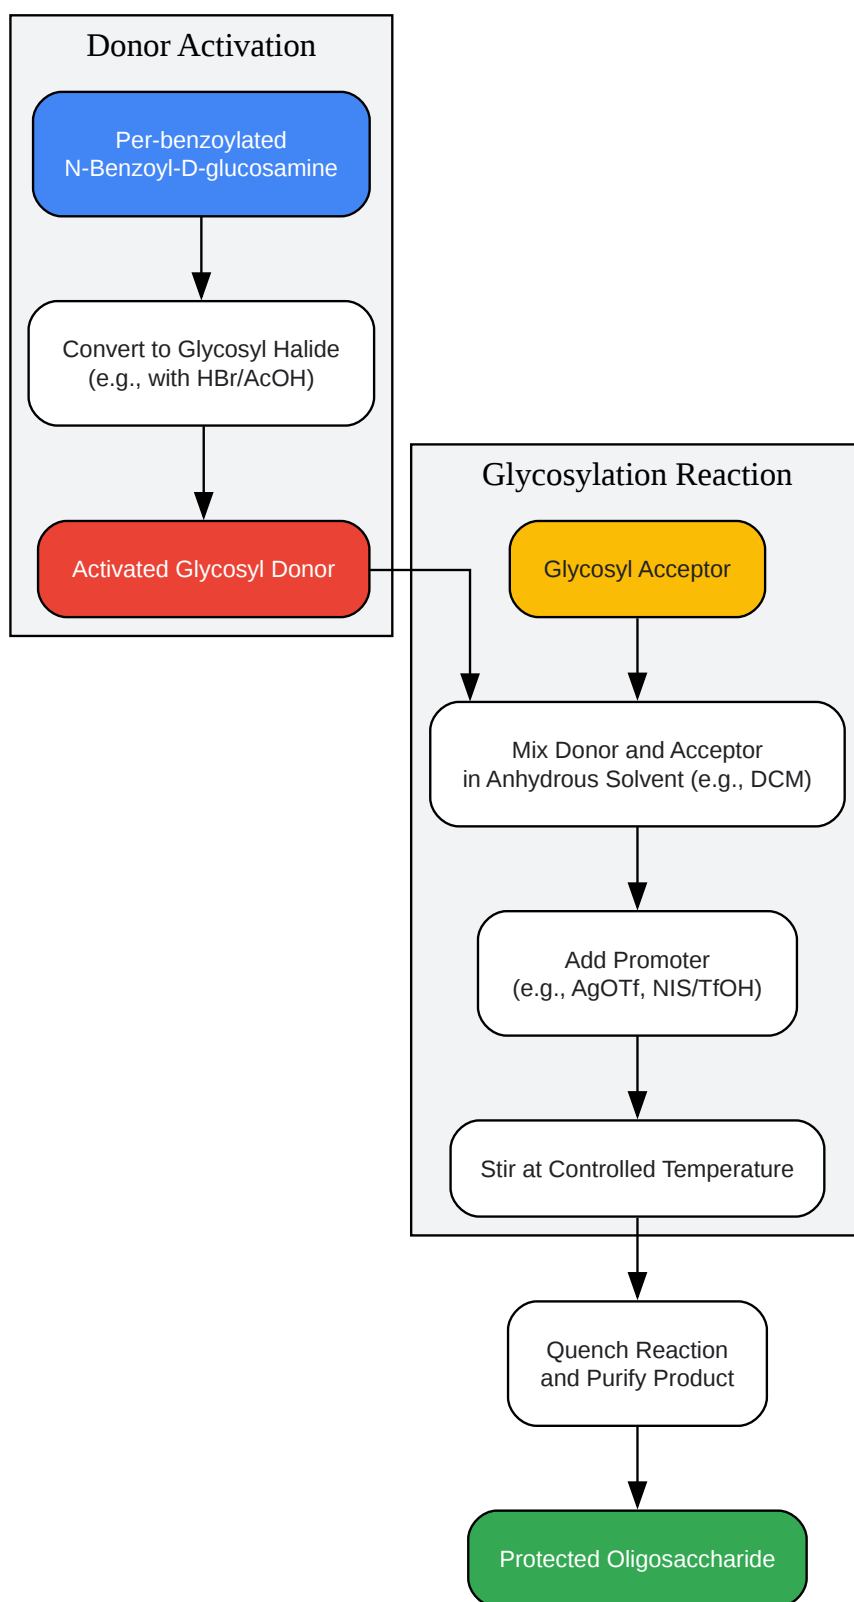 Donor Activation
Per-benzoylated
N-Benzoyl-D-glucosamine
Convert to Glycosyl Halide
(e.g., with HBr/AcOH)
Activated Glycosyl Donor
Glycosylation Reaction
Glycosyl Acceptor
Mix Donor and Acceptor
in Anhydrous Solvent (e.g., DCM)
Add Promoter
(e.g., AgOTf, NIS/TfOH)
Stir at Controlled Temperature
Quench Reaction
and Purify Product
Protected Oligosaccharide